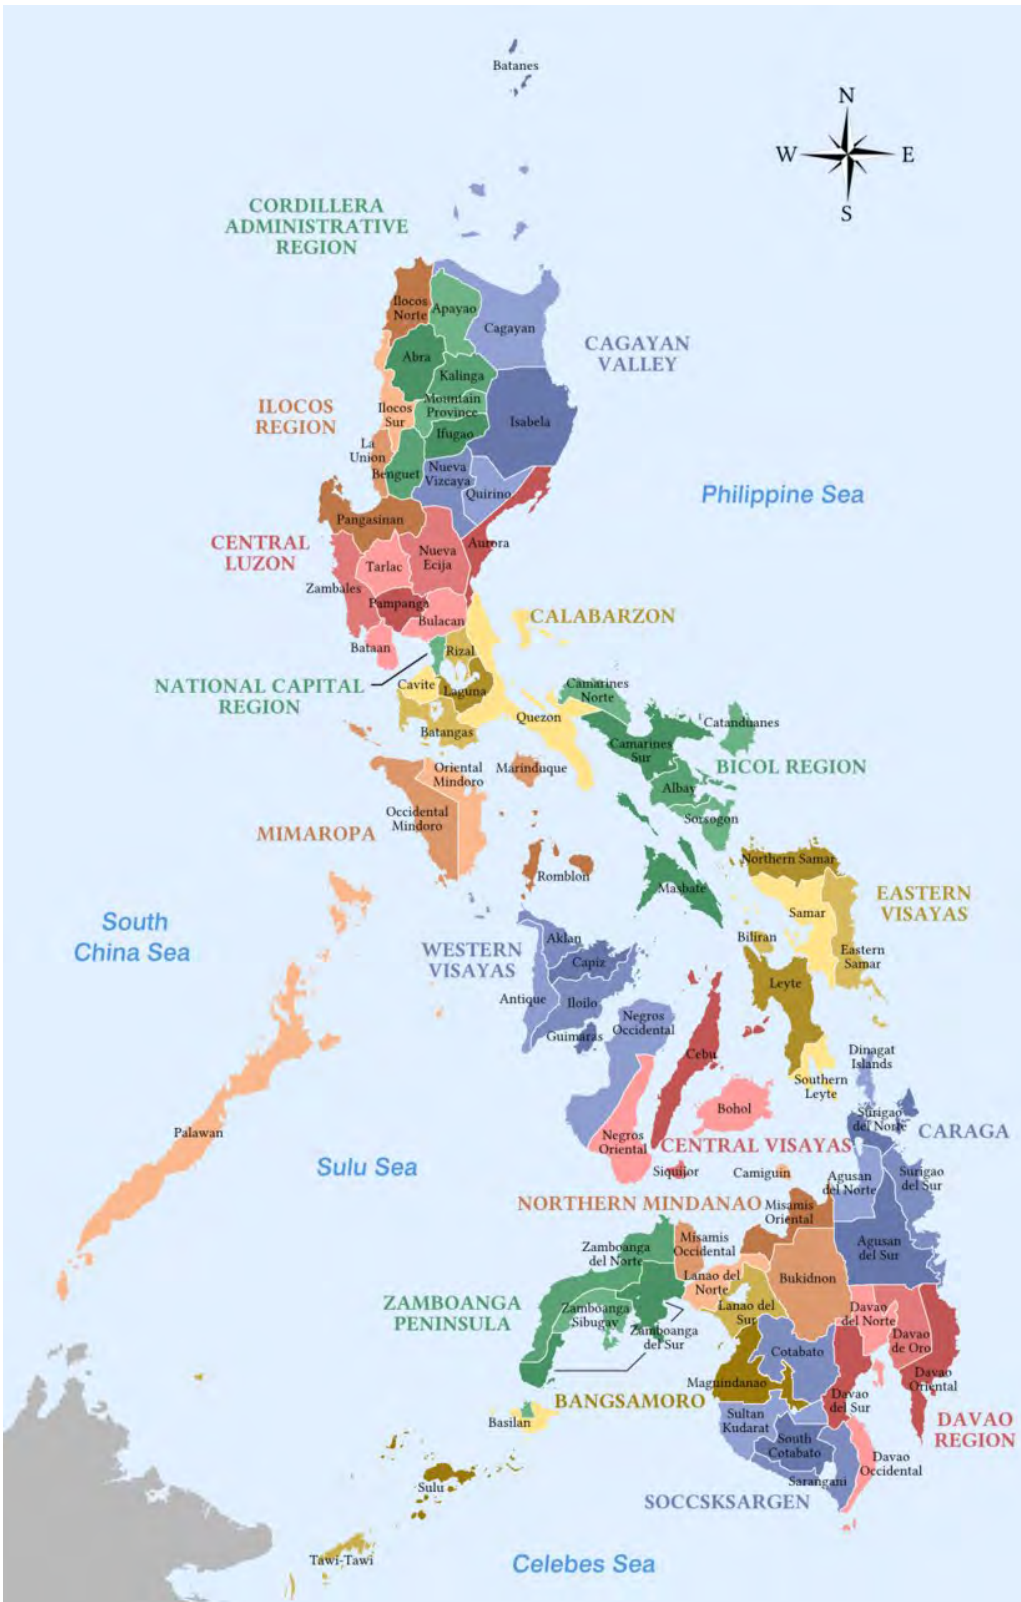 Batanes
N
W
E
S
CORDILLERA
ADMINISTRATIVE
REGION
Ilocos
Norte
Apayao
Cagayan
CAGAYAN
VALLEY
Abra
Kalinga
ILOCOS
REGION
Ilocos
Sur
Mountain
Province
Isabela
Ifugao
La
Union
Benguet
Nueva
Vizcaya
Quirino
Philippine Sea
Pangasinan
CENTRAL
LUZON
Nueva
Ecija
Aurora
Tarlac
Zambales
Pampanga
Bulacan
CALABARZON
Bataan
Rizal
NATIONAL CAPITAL
REGION
Cavite
Laguna
Camarines
Norte
Quezon
Catanduanes
Batangas
Camarines
Sur
BICOL REGION
Oriental
Mindoro
Marinduque
Albay
Occidental
Mindoro
Sorsogon
MIMAROPA
Northern Samar
Romblon
Masbate
EASTERN
VISAYAS
Samar
South
China Sea
WESTERN
VISAYAS
Aklan
Biliran
Eastern
Samar
Capiz
Leyte
Antique
Iloilo
Negros
Occidental
Guimaras
Cebu
Dinagat
Islands
Southern
Leyte
Bohol
Surigao
del Norte
CARAGA
Palawan
Negros
Oriental
CENTRAL VISAYAS
Sulu Sea
Siquijor
Camiguin
Agusan
del Norte
Surigao
del Sur
NORTHERN MINDANAO
Misamis
Oriental
Zamboanga
del Norte
Misamis
Occidental
Agusan
del Sur
Lanao del
Norte
Bukidnon
ZAMBOANGA
PENINSULA
Zamboanga
Sibugay
Lanao del
Sur
Davao
del Norte
Zamboanga
del Sur
Davao
de Oro
Cotabato
Maguindanao
Davao
Oriental
BANGSAMORO
Davao
del Sur
Basilan
Sultan
Kudarat
DAVAO
REGION
South
Cotabato
Davao
Occidental
Sulu
Sarangani
SOCCSKSARGEN
Tawi-Tawi
Celebes Sea